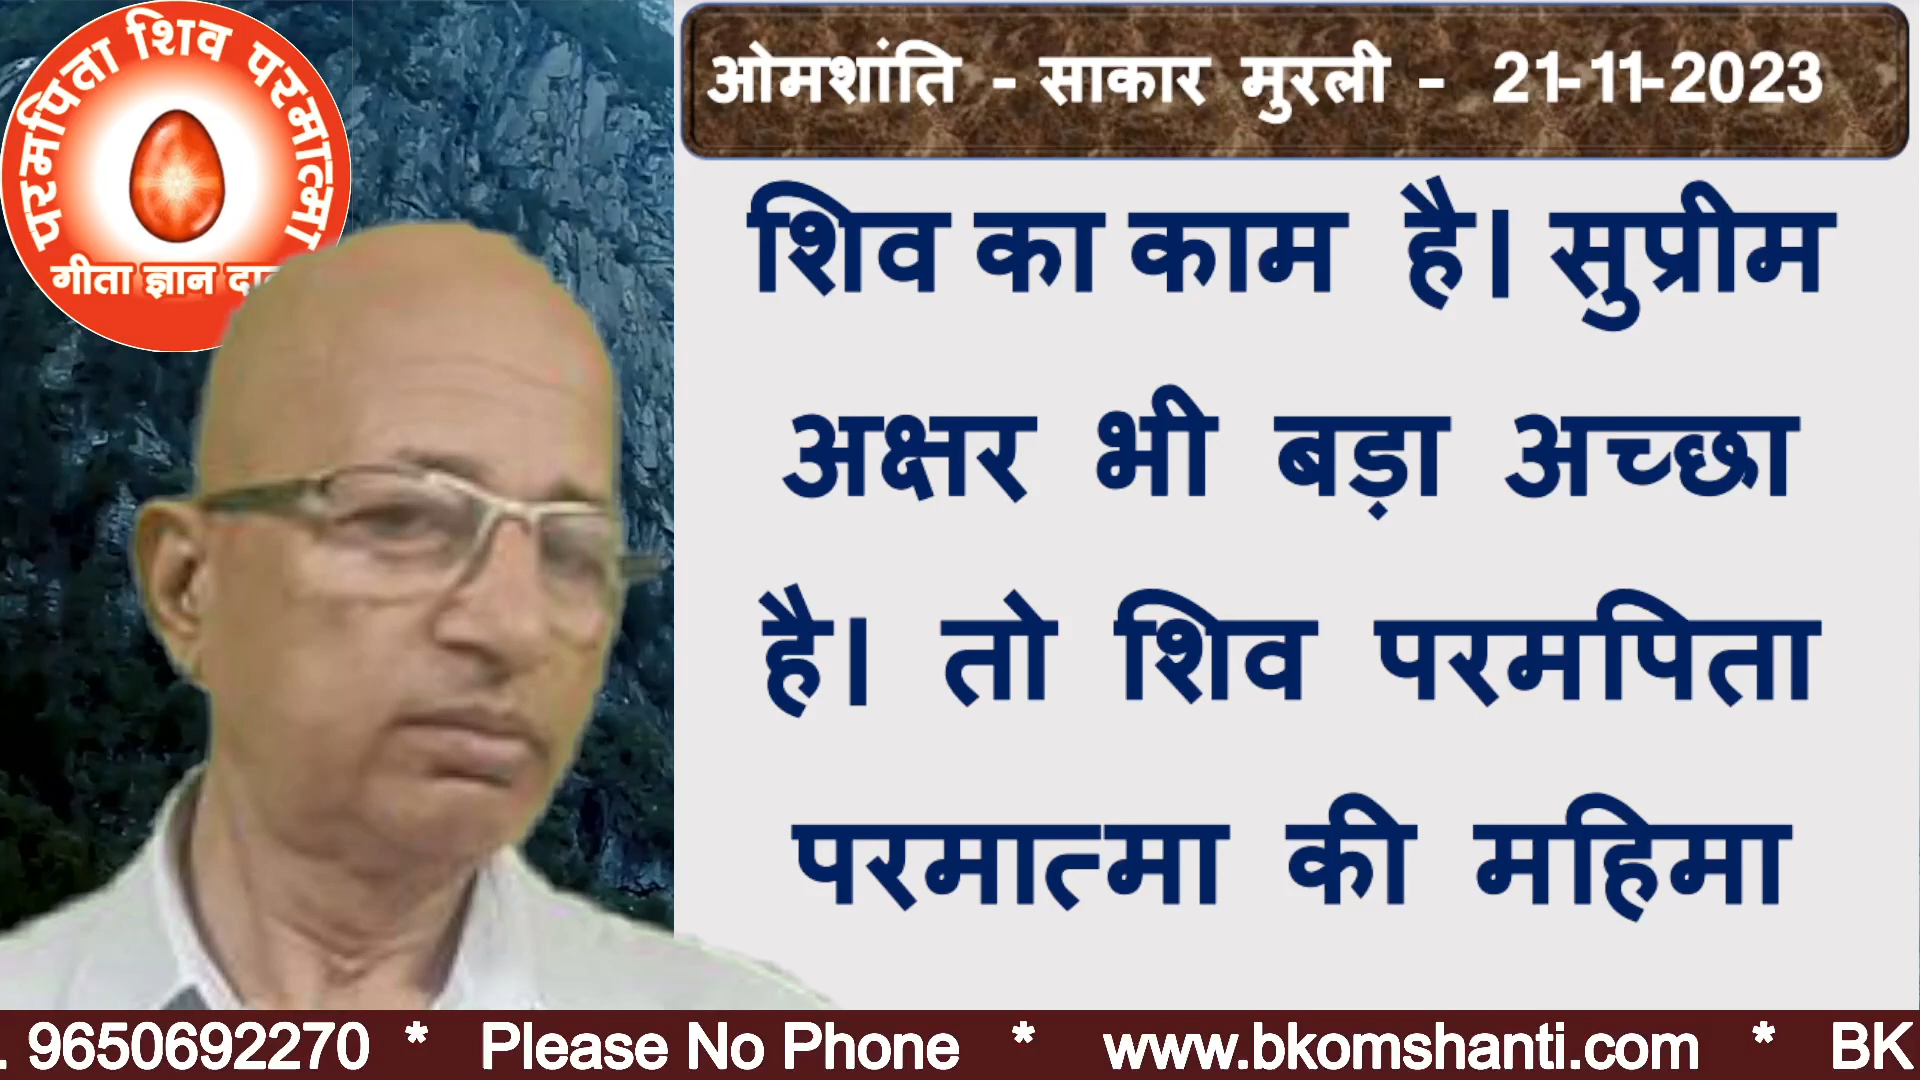 परमपिता शिव परमात्मा
गीता ज्ञान
ओमशांति - साकार मुरली - 21-11-2023
शिव का काम है। सुप्रीम
अक्षर भी बड़ा अच्छा
है। तो शिव परमपिता
परमात्मा की महिमा
. 9650692270 * Please No Phone * www.bkomshanti.com * BK